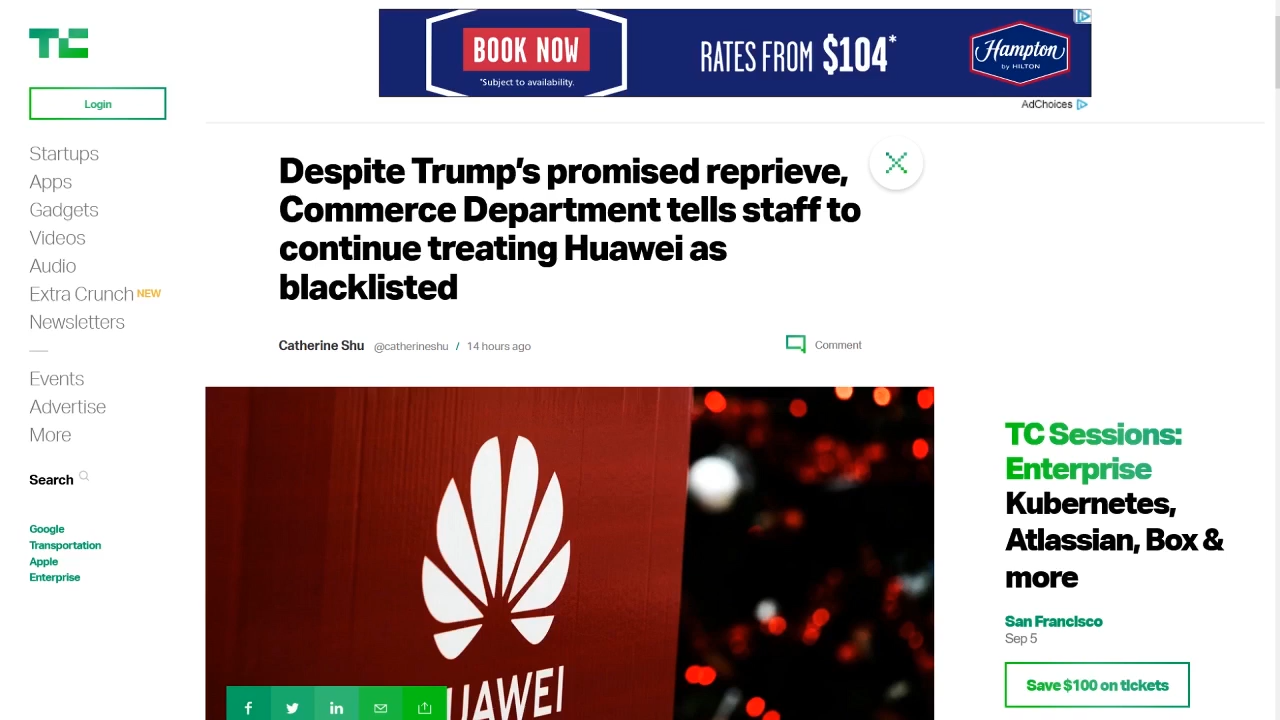 TC
Login
Startups
Apps
Gadgets
Videos
Audio
Extra Crunch NEW
Newsletters
Events
Advertise
More
Search
Google
Transportation
Apple
Enterprise
BOOK NOW
*Subject to availability.
RATES FROM $104*
Hampton
by HILTON
AdChoices
Despite Trump’s promised reprieve,
Commerce Department tells staff to
continue treating Huawei as
blacklisted
Catherine Shu @catherineshu / 14 hours ago
Comment
UAWEI
TC Sessions:
Enterprise
Kubernetes,
Atlassian, Box &
more
San Francisco
Sep 5
Save $100 on tickets